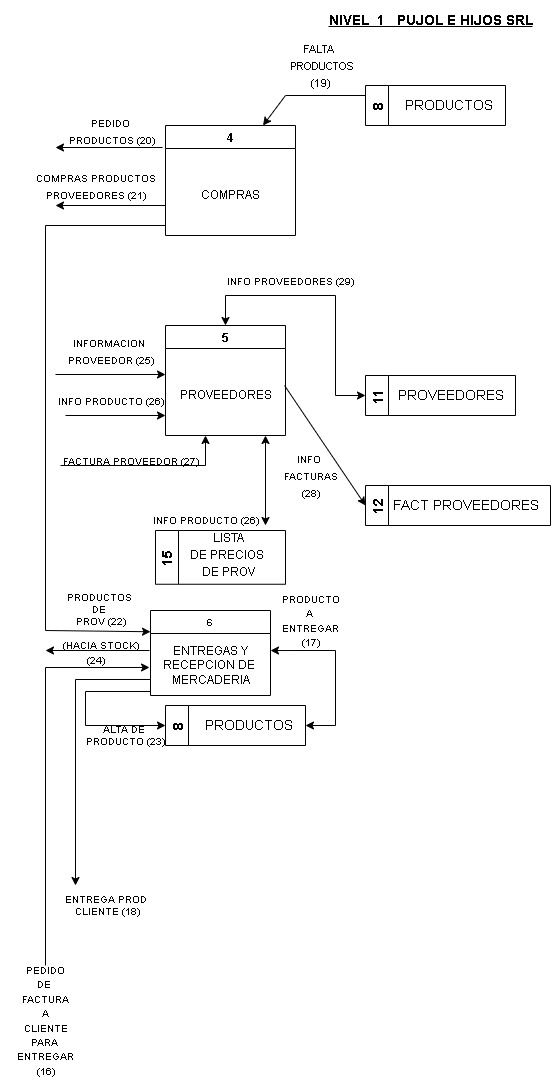 NIVEL 1 PUJOL E HIJOS SRL
FALTA
PRODUCTOS
(19)
8
PRODUCTOS
PEDIDO
PRODUCTOS (20)
4
COMPRAS
COMPRAS PRODUCTOS
PROVEEDORES (21)
INFO PROVEEDORES (29)
5
PROVEEDORES
INFORMACION
PROVEEDOR (25)
INFO PRODUCTO (26)
FACTURA PROVEEDOR (27)
11
PROVEEDORES
INFO
FACTURAS
(28)
12
FACT PROVEEDORES
INFO PRODUCTO (26)
15
LISTA
DE PRECIOS
DE PROV
PRODUCTOS
DE
PROV (22)
6
ENTREGAS Y
RECEPCION DE
MERCADERIA
PRODUCTO
A
ENTREGAR
(17)
(HACIA STOCK)
(24)
8
PRODUCTOS
ALTA DE
PRODUCTO (23)
ENTREGA PROD
CLIENTE (18)
PEDIDO
DE
FACTURA
A
CLIENTE
PARA
ENTREGAR
(16)